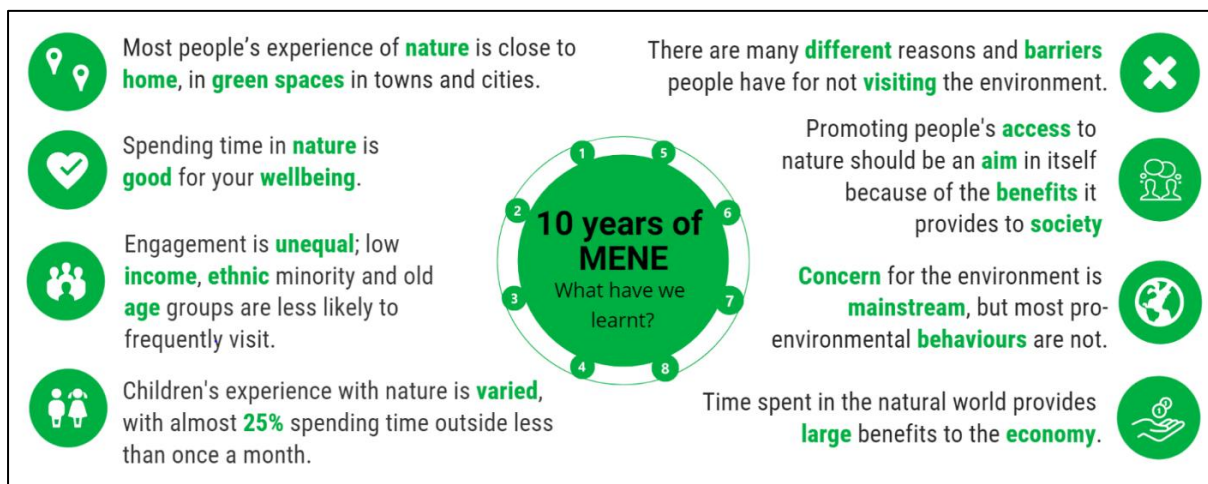 Most people's experience of nature is close to
home, in green spaces in towns and cities.
Spending time in nature is
good for your wellbeing.
Engagement is unequal; low
income, ethnic minority and old
age groups are less likely to
frequently visit.
Children's experience with nature is varied,
with almost 25% spending time outside less
than once a month.
1
2
3
4
10 years of
MENE
What have we
learnt?
5
6
7
8
There are many different reasons and barriers
people have for not visiting the environment.
Promoting people's access to
nature should be an aim in itself
because of the benefits it
provides to society
Concern for the environment is
mainstream, but most pro-
environmental behaviours are not.
Time spent in the natural world provides
large benefits to the economy.